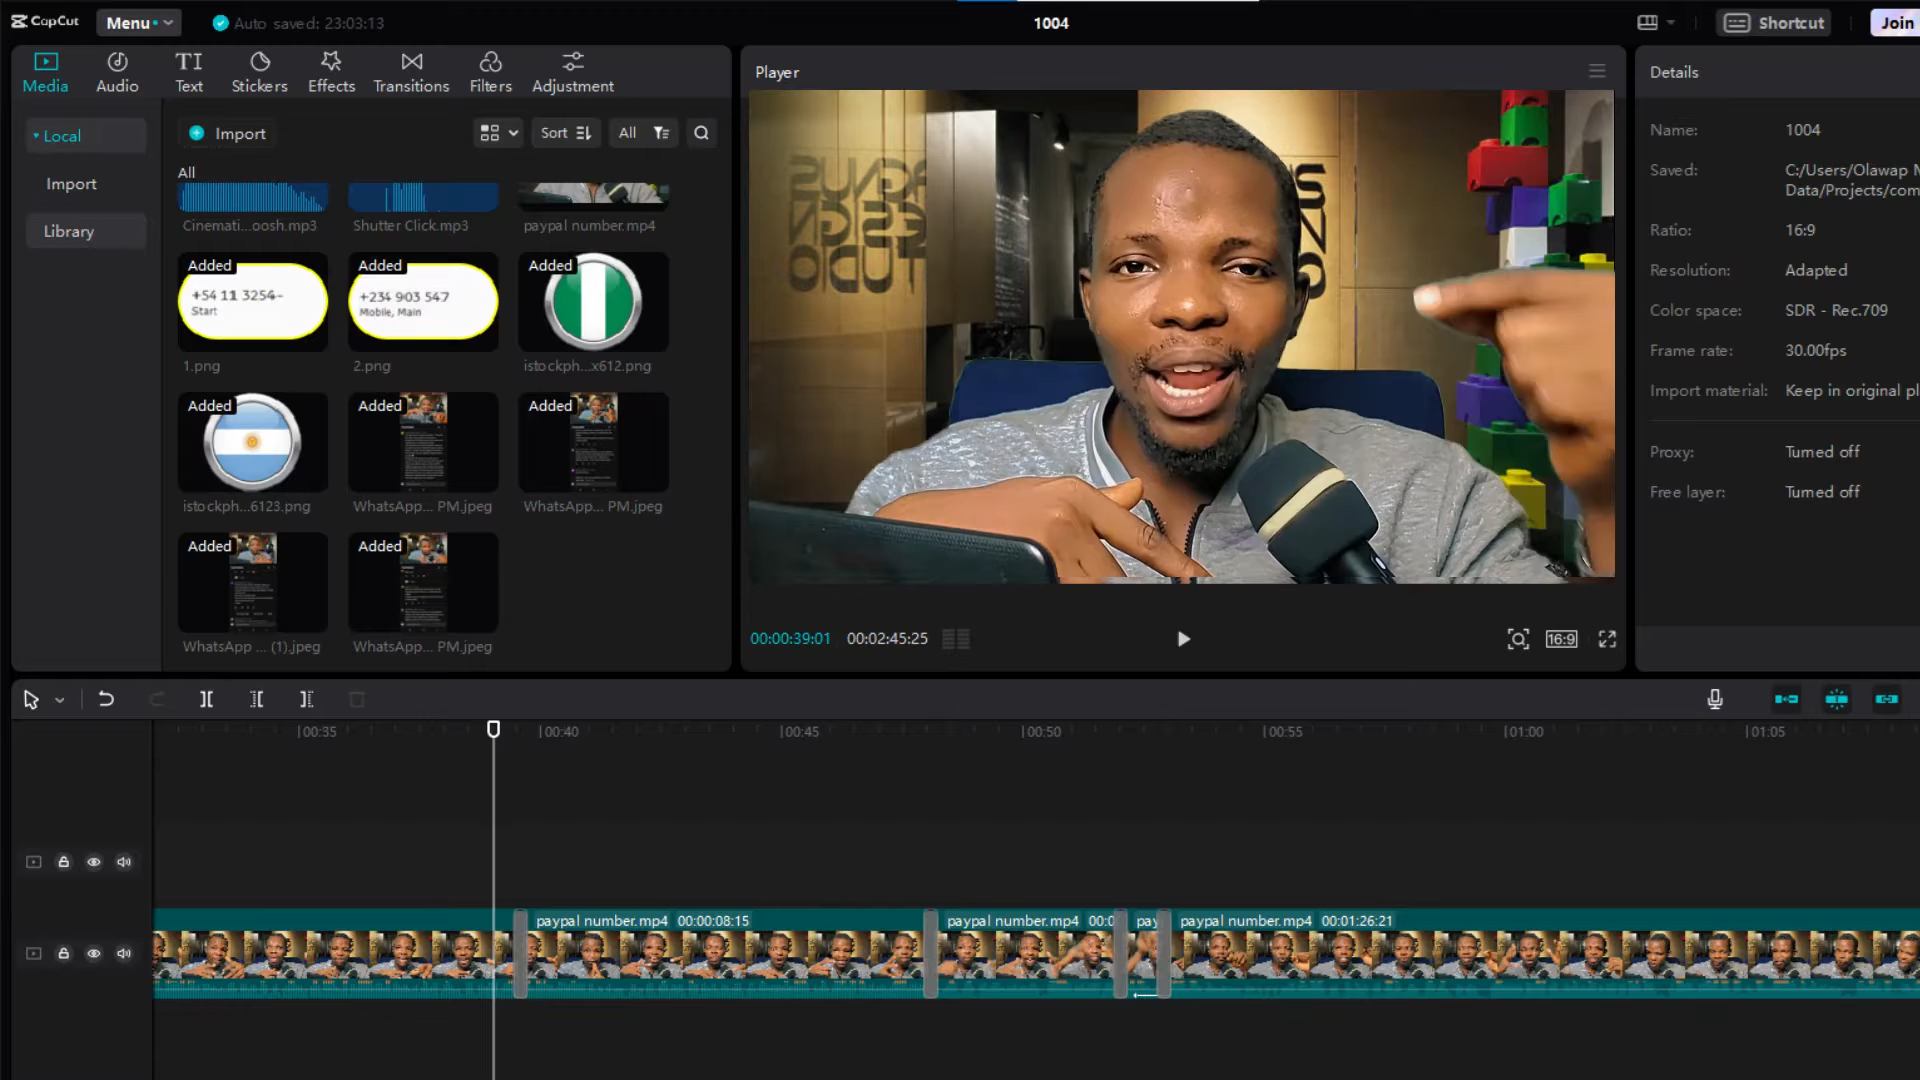 CapCut
Menu
Auto saved: 23:03:13
1004
Shortcut
Join
Media
Audio
Text
Stickers
Effects
Transitions
Filters
Adjustment
Local
Import
Library
Import
Sort
All
All
Cinemati...oosh.mp3
Shutter Click.mp3
paypal number.mp4
Added
+54 11 3254-
Start
1.png
Added
+234 903 547
Mobile, Main
2.png
Added
istockph...x612.png
Added
istockph...6123.png
Added
WhatsApp... PM.jpeg
Added
WhatsApp... PM.jpeg
Added
WhatsApp ... (1).jpeg
Added
WhatsApp... PM.jpeg
Player
00:00:39:01
00:02:45:25
16:9
Details
Name: 1004
Saved: C:/Users/Olawap M
Data/Projects/com
Ratio: 16:9
Resolution: Adapted
Color space: SDR - Rec.709
Frame rate: 30.00fps
Import material: Keep in original pl
Proxy: Turned off
Free layer: Turned off
00:35
00:40
00:45
00:50
00:55
01:00
01:05
paypal number.mp4 00:00:08:15
paypal number.mp4 00:0
pay
paypal number.mp4 00:01:26:21